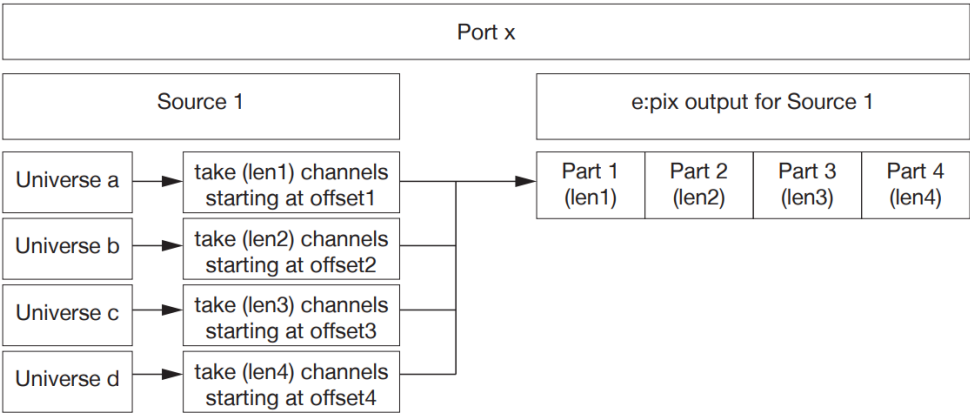 Port x
Source 1
e:pix output for Source 1
Universe a
take (len1) channels
starting at offset1
Part 1
(len1)
Part 2
(len2)
Part 3
(len3)
Part 4
(len4)
Universe b
take (len2) channels
starting at offset2
Universe c
take (len3) channels
starting at offset3
Universe d
take (len4) channels
starting at offset4